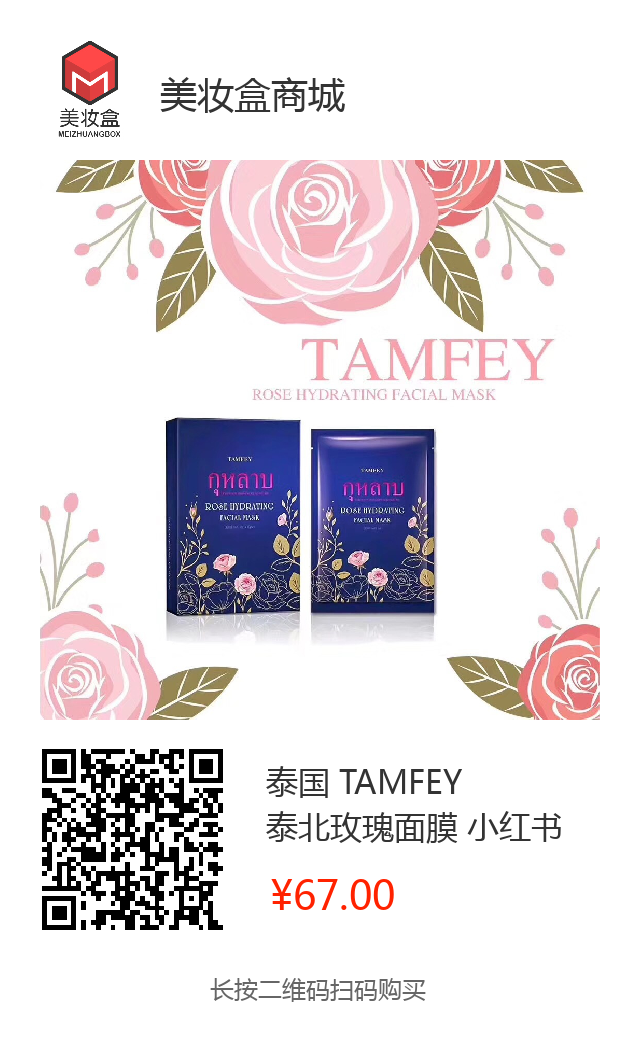 美妆盒
MEIZHUANGBOX
美妆盒商城
TAMFEY
ROSE HYDRATING FACIAL MASK
TAMFEY
กุหลาบ
ROSE HYDRATING
FACIAL MASK
TAMFEY
กุหลาบ
ROSE HYDRATING
FACIAL MASK
泰国 TAMFEY
泰北玫瑰面膜 小红书
¥67.00
长按二维码扫码购买